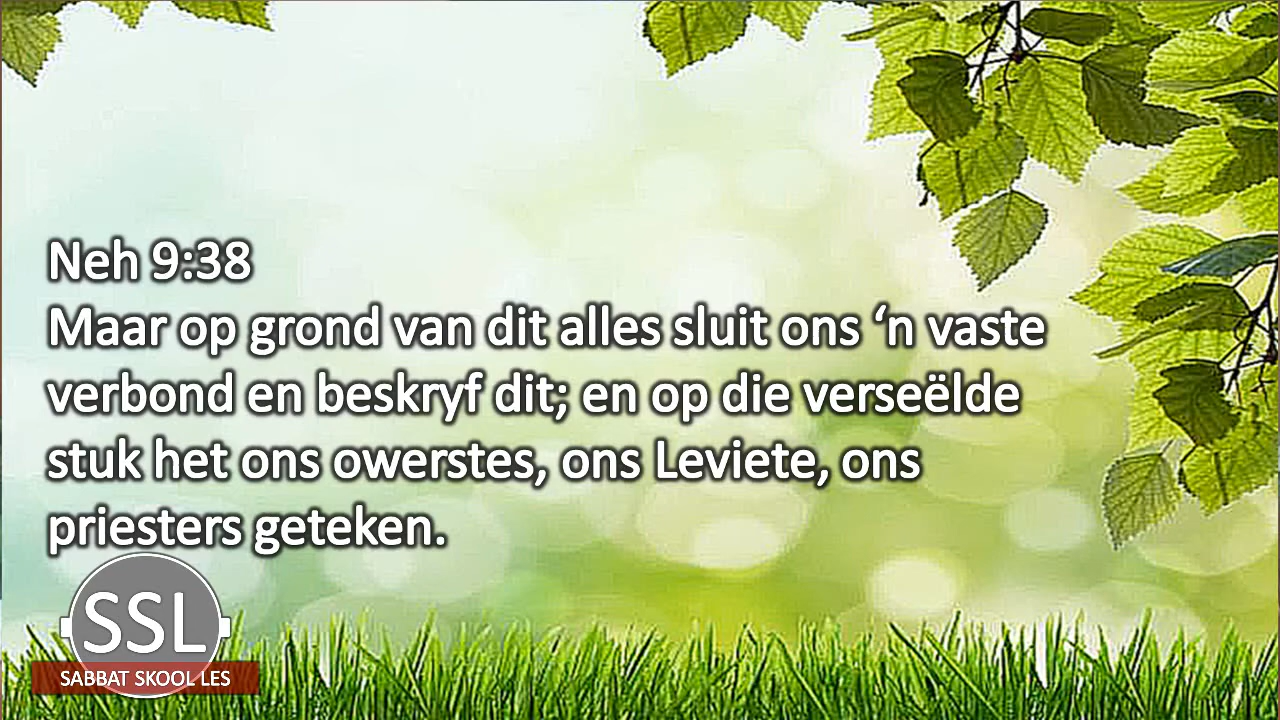 Neh 9:38
Maar op grond van dit alles sluit ons ‘n vaste
verbond en beskryf dit; en op die verseëlde
stuk het ons owerstes, ons Leviete, ons
priesters geteken.
SSL
SABBAT SKOOL LES